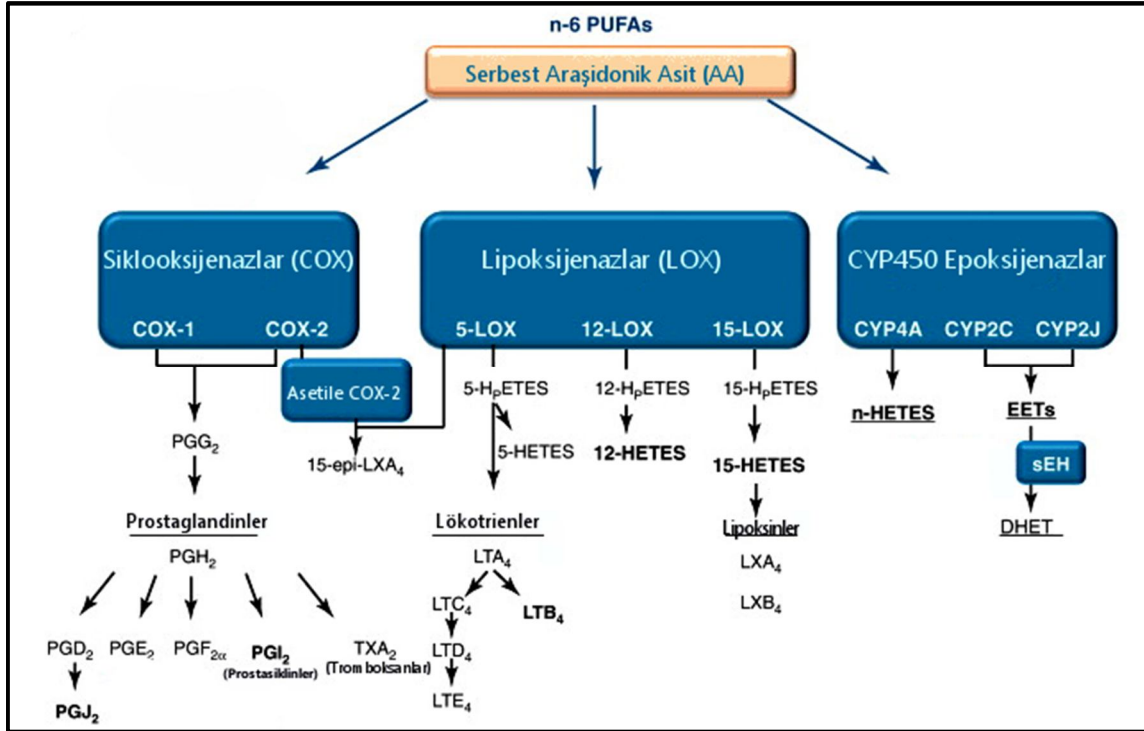 n-6 PUFAs
Serbest Araşidonik Asit (AA)
Siklooksijenazlar (COX)
COX-1 COX-2
Lipoksijenazlar (LOX)
5-LOX 12-LOX 15-LOX
CYP450 Epoksijenazlar
CYP4A CYP2C CYP2J
Asetile COX-2
5-HPETES
12-HPETES
15-HPETES
n-HETES
EETs
PGG2
15-epi-LXA4
5-HETES
12-HETES
15-HETES
sEH
Prostaglandinler
Lökotrienler
Lipoksinler
DHET
PGH2
LTA4
LXA4
LTC4
LTB4
LXB4
PGD2
PGE2
PGF2α
PGI2
(Prostasiklinler)
TXA2
(Tromboksanlar)
LTD4
PGJ2
LTE4